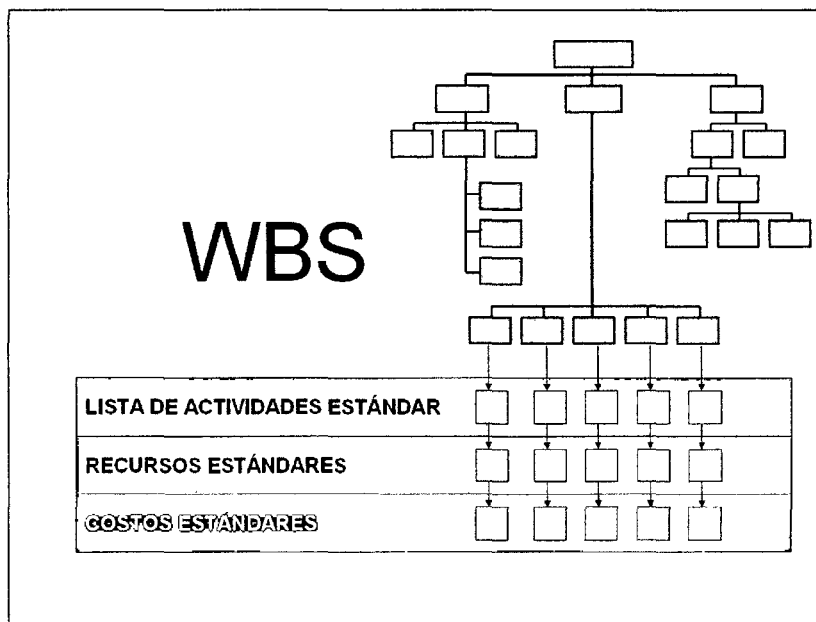 WBS
LISTA DE ACTIVIDADES ESTÁNDAR
RECURSOS ESTÁNDARES
COSTOS ESTÁNDARES